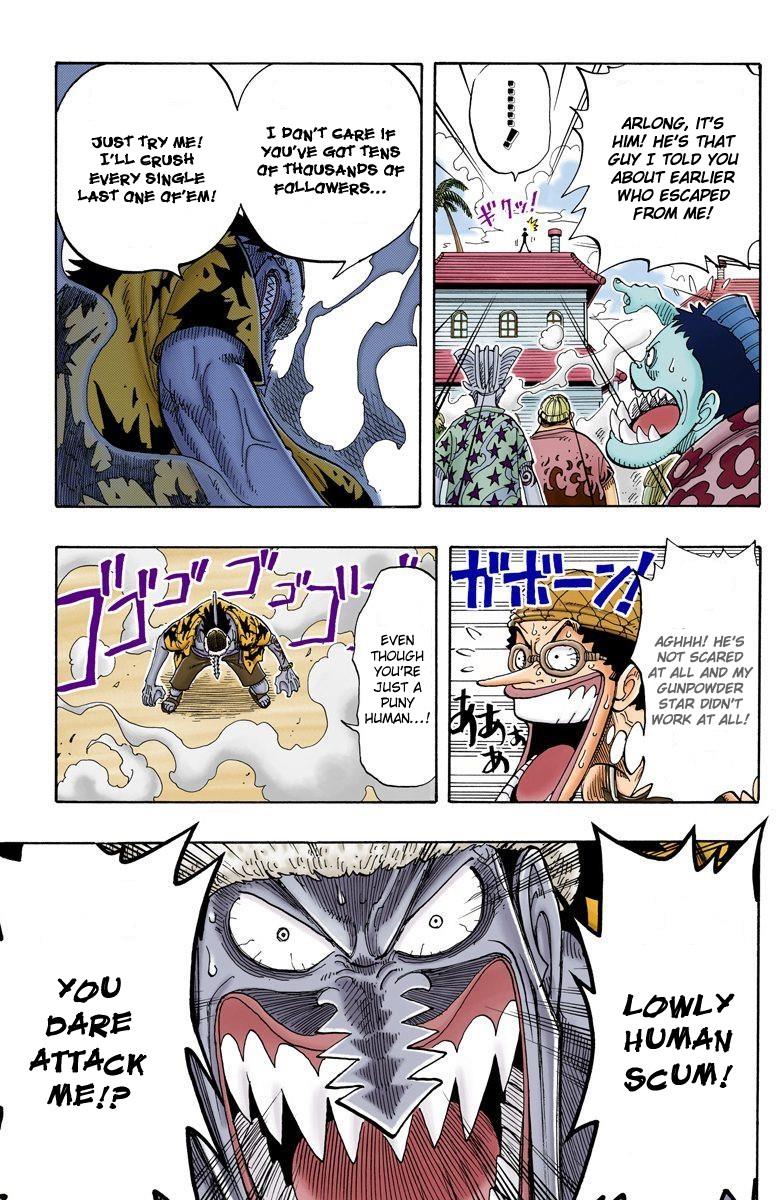 ARLONG, IT'S
HIM! HE'S THAT
GUY I TOLD YOU
ABOUT EARLIER
WHO ESCAPED
FROM ME!
........!
ギクッ!
I DON'T CARE IF
YOU'VE GOT TENS
OF THOUSANDS OF
FOLLOWERS...
JUST TRY ME!
I'LL CRUSH
EVERY SINGLE
LAST ONE OF'EM!
ガボーン!
AGHHH! HE'S
NOT SCARED
AT ALL AND MY
GUNPOWDER
STAR DIDN'T
WORK AT ALL!
あぁあぁぁ
ゴゴゴゴゴゴ
EVEN
THOUGH
YOU'RE
JUST A
PUNY
HUMAN...!
LOWLY
HUMAN
SCUM!
YOU
DARE
ATTACK
ME!?